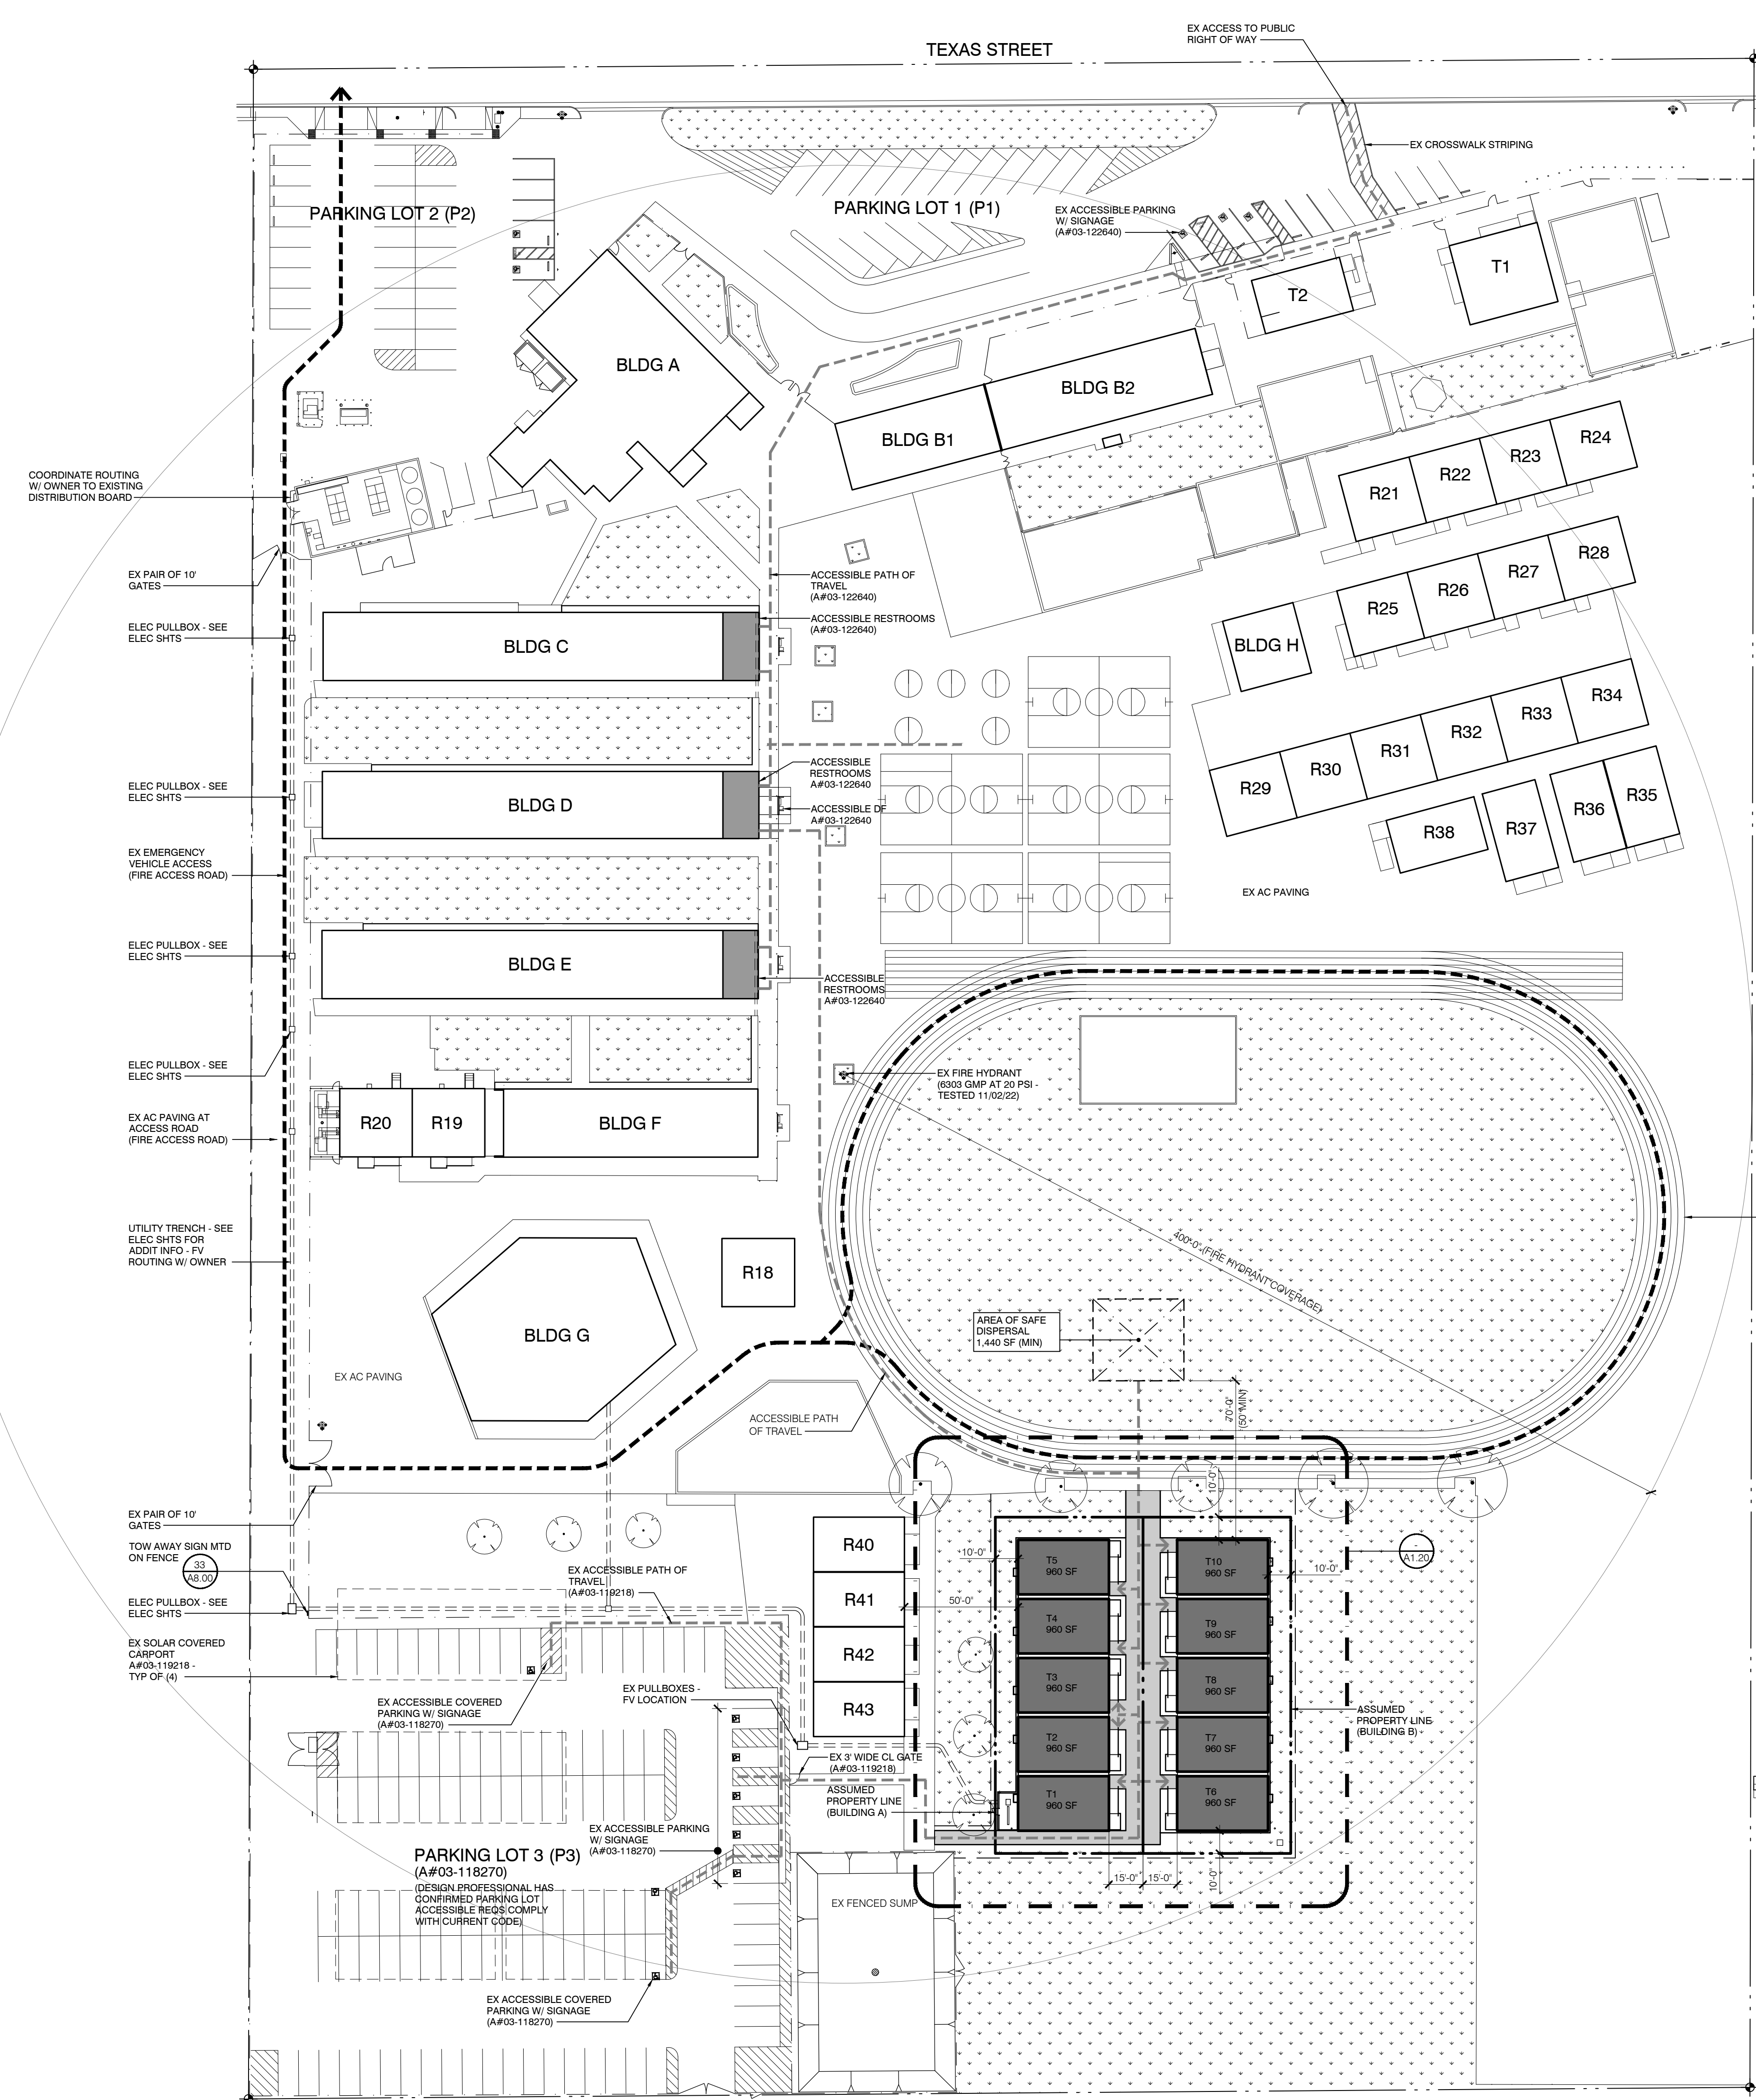 EX ACCESS TO PUBLIC
RIGHT OF WAY
TEXAS STREET
EX CROSSWALK STRIPING
PARKING LOT 2 (P2)
PARKING LOT 1 (P1)
EX ACCESSIBLE PARKING
W/ SIGNAGE
(A#03-122640)
T1
T2
BLDG A
BLDG B2
BLDG B1
R24
R23
R22
R21
COORDINATE ROUTING
W/ OWNER TO EXISTING
DISTRIBUTION BOARD
EX PAIR OF 10'
GATES
ACCESSIBLE PATH OF
TRAVEL
(A#03-122640)
R28
R27
R26
R25
ELEC PULLBOX - SEE
ELEC SHTS
ACCESSIBLE RESTROOMS
(A#03-122640)
BLDG C
BLDG H
R34
R33
R32
R31
R30
R29
ELEC PULLBOX - SEE
ELEC SHTS
BLDG D
ACCESSIBLE
RESTROOMS
A#03-122640
ACCESSIBLE DF
A#03-122640
R35
R36
R37
R38
EX EMERGENCY
VEHICLE ACCESS
(FIRE ACCESS ROAD)
EX AC PAVING
ELEC PULLBOX - SEE
ELEC SHTS
BLDG E
ACCESSIBLE
RESTROOMS
A#03-122640
ELEC PULLBOX - SEE
ELEC SHTS
EX FIRE HYDRANT
(6303 GMP AT 20 PSI -
TESTED 11/02/22)
EX AC PAVING AT
ACCESS ROAD
(FIRE ACCESS ROAD)
R20
R19
BLDG F
UTILITY TRENCH - SEE
ELEC SHTS FOR
ADDIT INFO - FV
ROUTING W/ OWNER
400'-0" (FIRE HYDRANT COVERAGE)
R18
BLDG G
AREA OF SAFE
DISPERSAL
1,440 SF (MIN)
EX AC PAVING
70'-0"
(50' MIN)
ACCESSIBLE PATH
OF TRAVEL
10'-0"
EX PAIR OF 10'
GATES
TOW AWAY SIGN MTD
ON FENCE
33
A8.00
R40
R41
R42
R43
10'-0"
T5
960 SF
T10
960 SF
10'-0"
-
A1.20
EX ACCESSIBLE PATH OF
TRAVEL
(A#03-119218)
50'-0"
ELEC PULLBOX - SEE
ELEC SHTS
T4
960 SF
T9
960 SF
EX SOLAR COVERED
CARPORT
A#03-119218 -
TYP OF (4)
T3
960 SF
T8
960 SF
EX PULLBOXES -
FV LOCATION
EX ACCESSIBLE COVERED
PARKING W/ SIGNAGE
(A#03-118270)
ASSUMED
PROPERTY LINE
(BUILDING B)
T2
960 SF
T7
960 SF
EX 3' WIDE CL GATE
(A#03-119218)
ASSUMED
PROPERTY LINE
(BUILDING A)
T1
960 SF
T6
960 SF
EX ACCESSIBLE PARKING
W/ SIGNAGE
(A#03-118270)
PARKING LOT 3 (P3)
(A#03-118270)
(DESIGN PROFESSIONAL HAS
CONFIRMED PARKING LOT
ACCESSIBLE REQS COMPLY
WITH CURRENT CODE)
15'-0"
15'-0"
10'-0"
EX FENCED SUMP
EX ACCESSIBLE COVERED
PARKING W/ SIGNAGE
(A#03-118270)